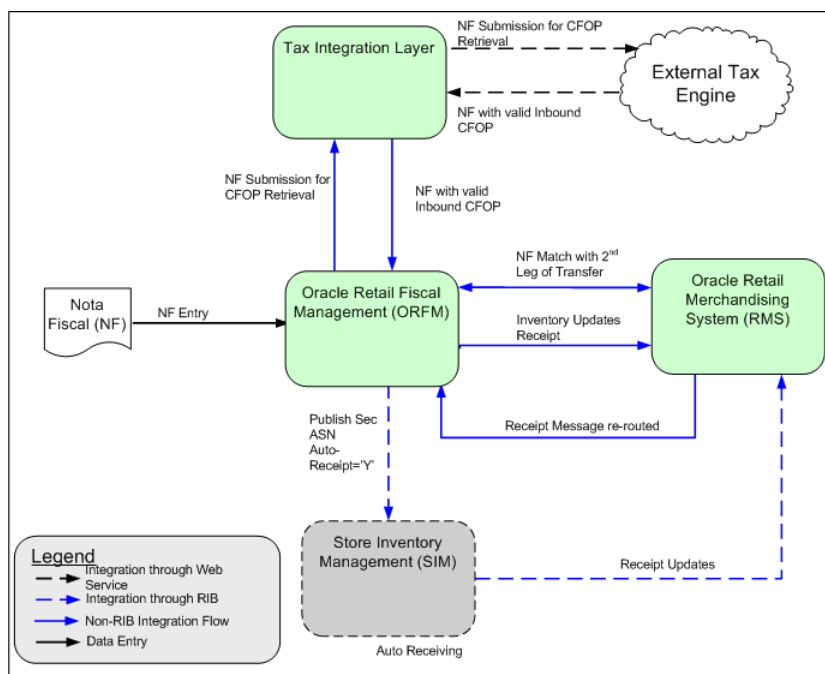 NF Submission for CFOP
Retrieval
Tax Integration Layer
External Tax
Engine
NF with valid Inbound
CFOP
NF Submission for
CFOP Retrieval
NF with valid
Inbound CFOP
NF Match with 2nd
Leg of Transfer
Oracle Retail Fiscal
Management (ORFM)
Oracle Retail
Merchandising
System (RMS)
Nota
Fiscal (NF)
NF Entry
Inventory Updates
Receipt
Publish Sec
ASN
Auto-
Receipt='Y'
Receipt Message re-routed
Store Inventory
Management (SIM)
Receipt Updates
Auto Receiving
Legend
Integration through Web
Service
Integration through RIB
Non-RIB Integration Flow
Data Entry